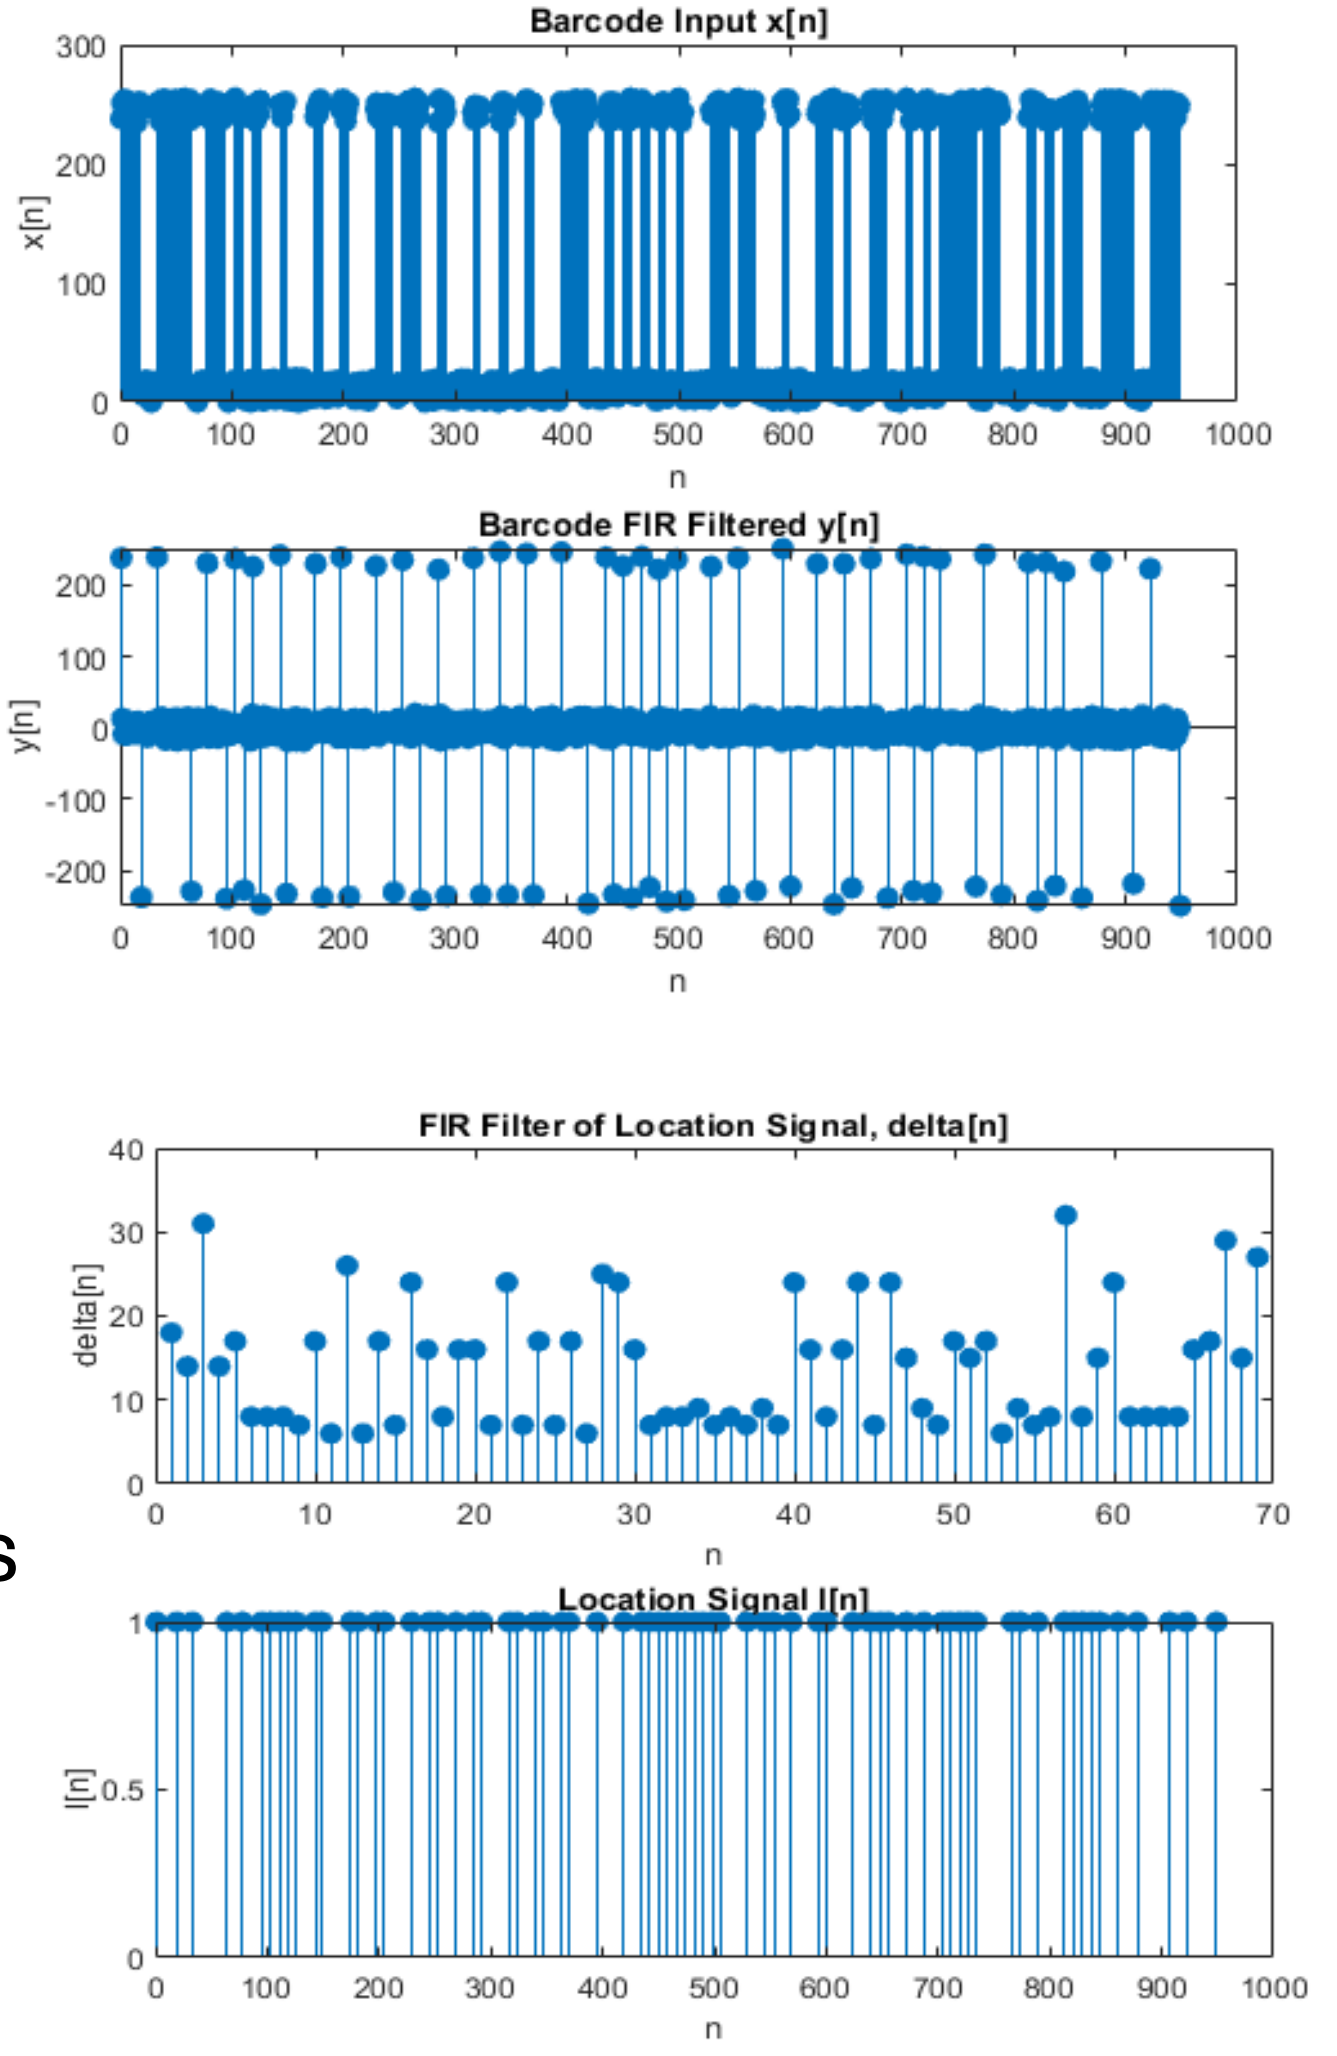 Barcode Input x[n]
300
200
100
0
x[n]
0 100 200 300 400 500 600 700 800 900 1000
n
Barcode FIR Filtered y[n]
200
100
0
-100
-200
y[n]
0 100 200 300 400 500 600 700 800 900 1000
n
FIR Filter of Location Signal, delta[n]
40
30
20
10
0
delta[n]
0 10 20 30 40 50 60 70
n
s
Location Signal l[n]
1
0.5
0
l[n]
0 100 200 300 400 500 600 700 800 900 1000
n